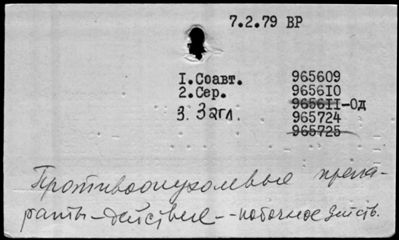 7.2.79 ВР
1.Соавт. 965609
2.Сер. 965610
3. Загл. 965611-Од
965724
965725
Противоопухолевые препа-
раты-действие--побочное действ.